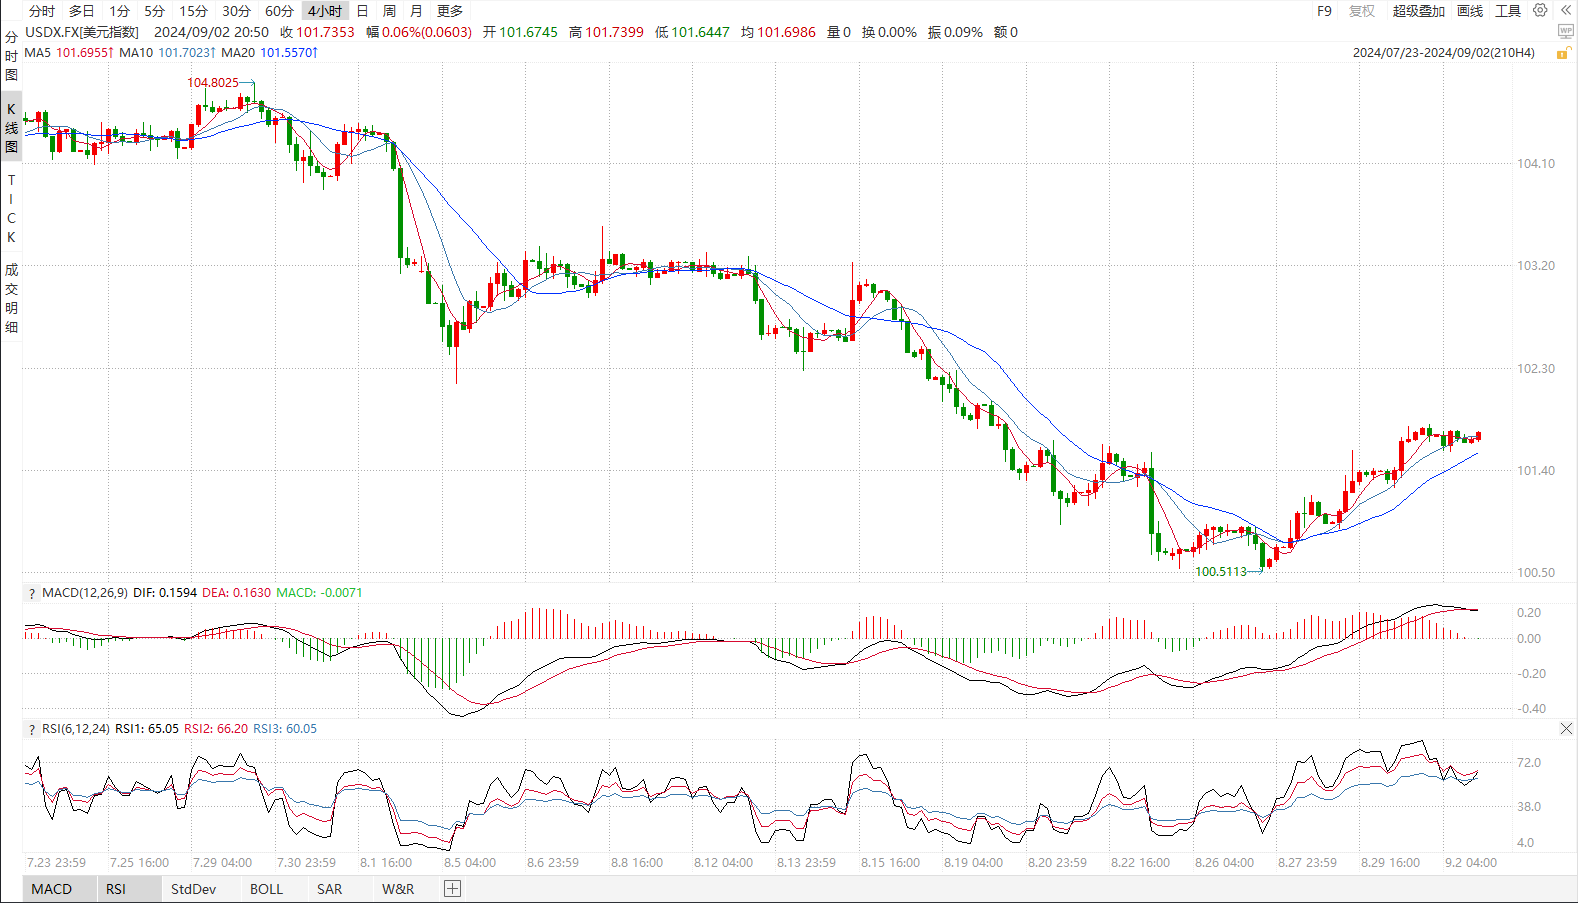 分时 多日 1分 5分 15分 30分 60分 4小时 日 周 月 更多 F9 复权 超级叠加 画线 工具
USDX.FX[美元指数] 2024/09/02 20:50 收 101.7353 幅 0.06%(0.0603) 开 101.6745 高 101.7399 低 101.6447 均 101.6986 量 0 换 0.00% 振 0.09% 额 0
WP
MA5 101.6955↑ MA10 101.7023↑ MA20 101.5570↑ 2024/07/23-2024/09/02(210H4)
分时图
K线图
TICK
成交明细
104.8025
104.10
103.20
102.30
101.40
100.5113
100.50
? MACD(12,26,9) DIF: 0.1594 DEA: 0.1630 MACD: -0.0071
0.20
0.00
-0.20
-0.40
? RSI(6,12,24) RSI1: 65.05 RSI2: 66.20 RSI3: 60.05
72.0
38.0
4.0
7.23 23:59 7.25 16:00 7.29 04:00 7.30 23:59 8.1 16:00 8.5 04:00 8.6 23:59 8.8 16:00 8.12 04:00 8.13 23:59 8.15 16:00 8.19 04:00 8.20 23:59 8.22 16:00 8.26 04:00 8.27 23:59 8.29 16:00 9.2 04:00
MACD RSI StdDev BOLL SAR W&R